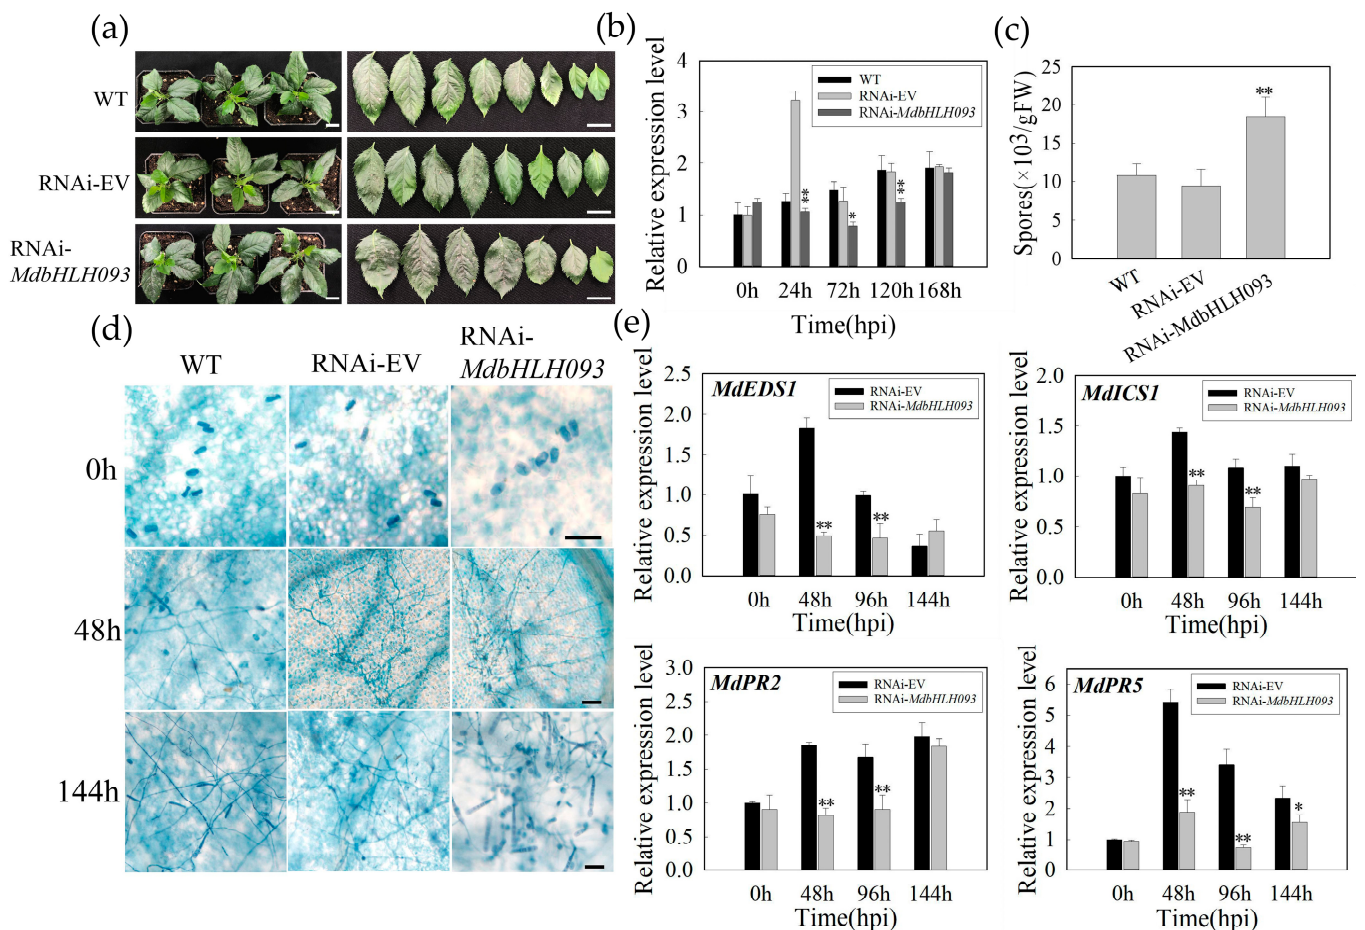 (a)
WT
RNAi-EV
RNAi-
MdbHLH093
(b)
Relative expression level
4
3
2
1
0
WT
RNAi-EV
RNAi-MdbHLH093
**
*
**
0h 24h 72h 120h 168h
Time(hpi)
(c)
Spores(×10³/gFW)
25
20
15
10
5
0
**
WT
RNAi-EV
RNAi-MdbHLH093
(d)
WT
RNAi-EV
RNAi-
MdbHLH093
0h
48h
144h
(e)
Relative expression level
2.5
2.0
1.5
1.0
0.5
0.0
MdEDS1
RNAi-EV
RNAi-MdbHLH093
**
**
0h 48h 96h 144h
Time(hpi)
Relative expression level
2.0
1.5
1.0
0.5
0.0
MdICS1
RNAi-EV
RNAi-MdbHLH093
**
**
0h 48h 96h 144h
Time(hpi)
Relative expression level
3.0
2.5
2.0
1.5
1.0
0.5
0.0
MdPR2
RNAi-EV
RNAi-MdbHLH093
**
**
0h 48h 96h 144h
Time(hpi)
Relative expression level
6
5
4
3
2
1
0
MdPR5
RNAi-EV
RNAi-MdbHLH093
**
**
*
0h 48h 96h 144h
Time(hpi)